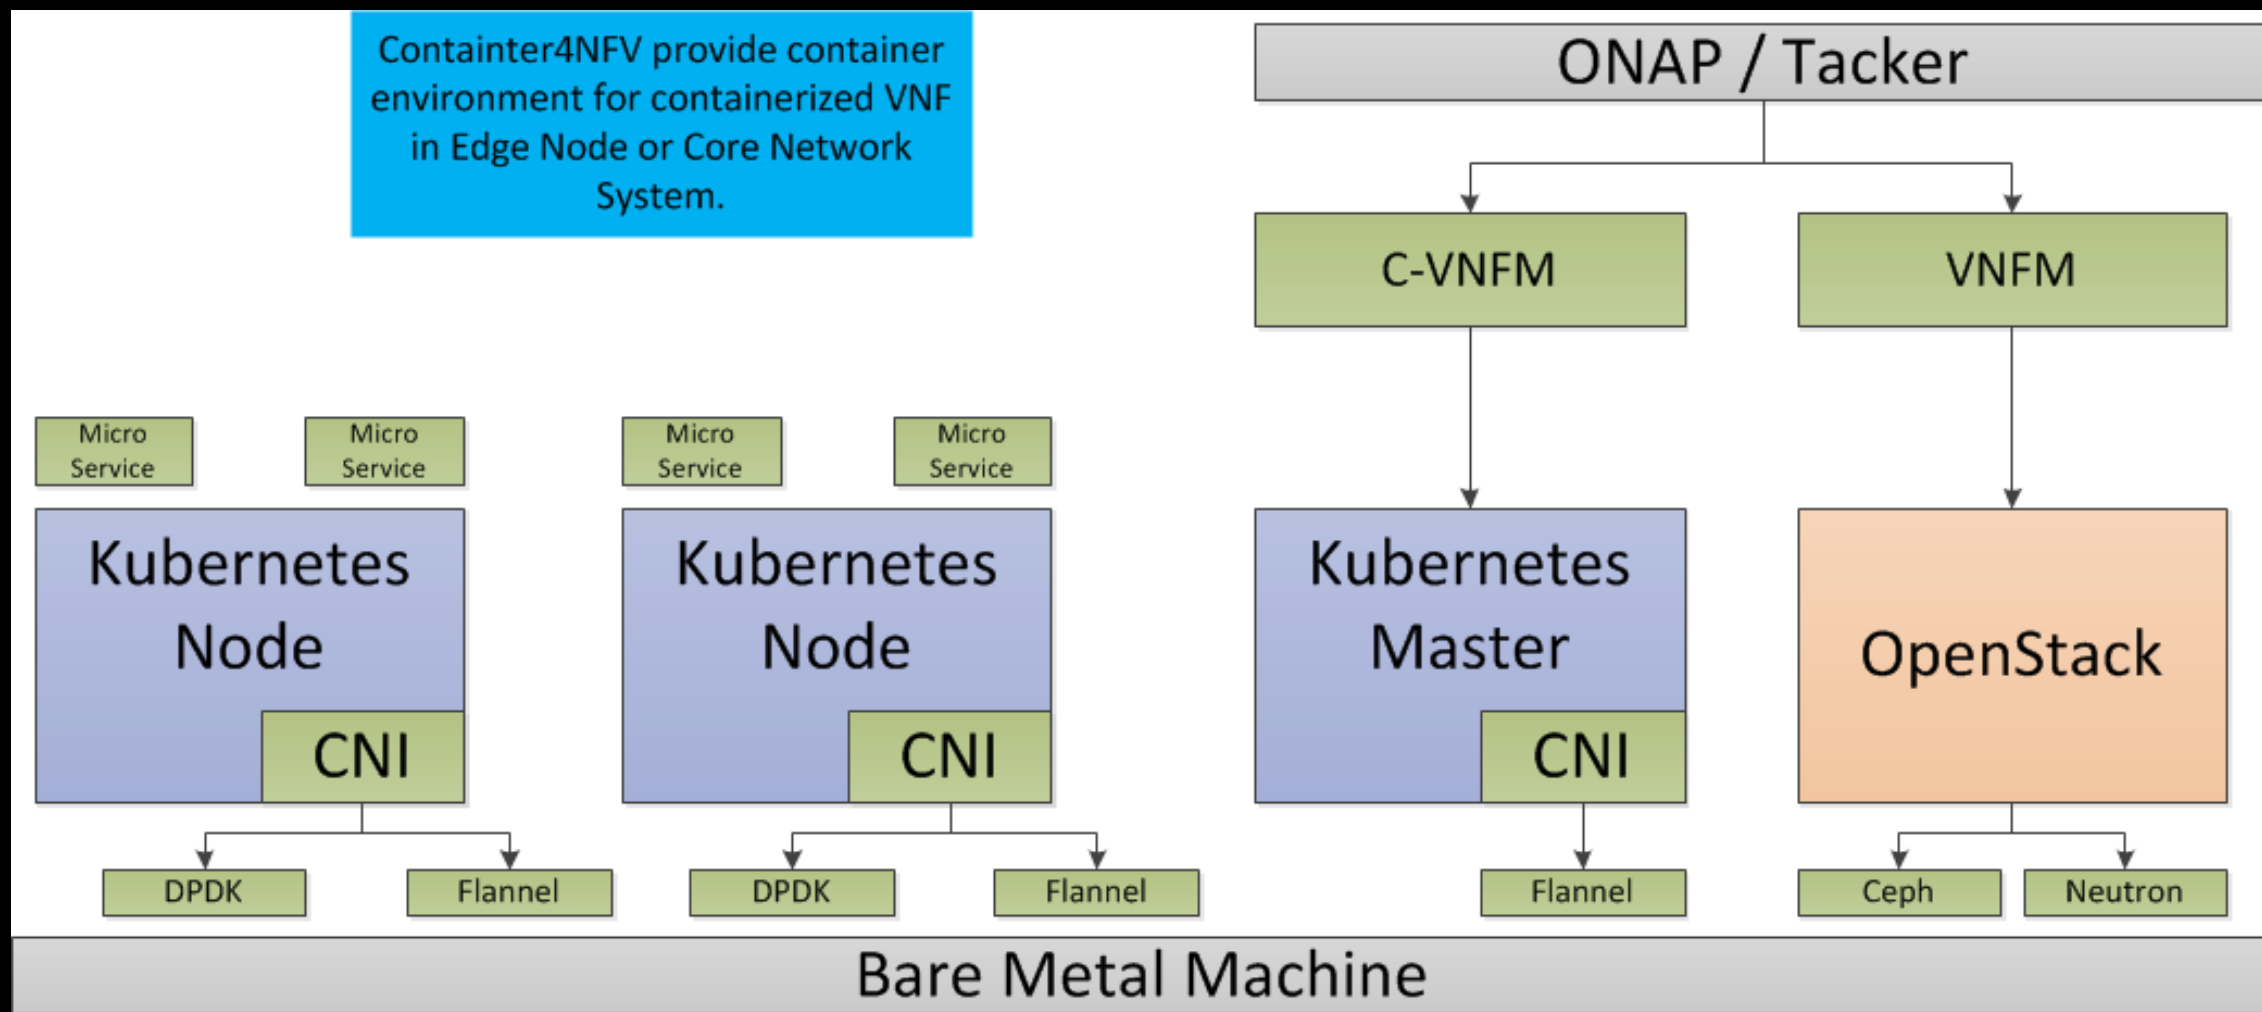 Containter4NFV provide container
environment for containerized VNF
in Edge Node or Core Network
System.
ONAP / Tacker
C-VNFM
VNFM
Micro
Service
Micro
Service
Micro
Service
Micro
Service
Kubernetes
Node
CNI
Kubernetes
Node
CNI
Kubernetes
Master
CNI
OpenStack
DPDK
Flannel
DPDK
Flannel
Flannel
Ceph
Neutron
Bare Metal Machine